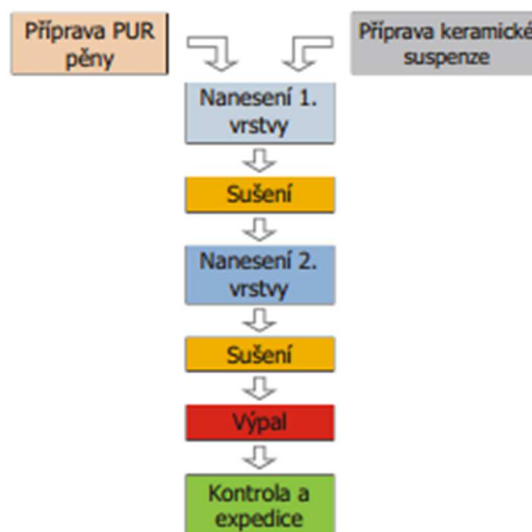 Příprava PUR
pěny
Příprava keramické
suspenze
Nanesení 1.
vrstvy
Sušení
Nanesení 2.
vrstvy
Sušení
Výpal
Kontrola a
expedice